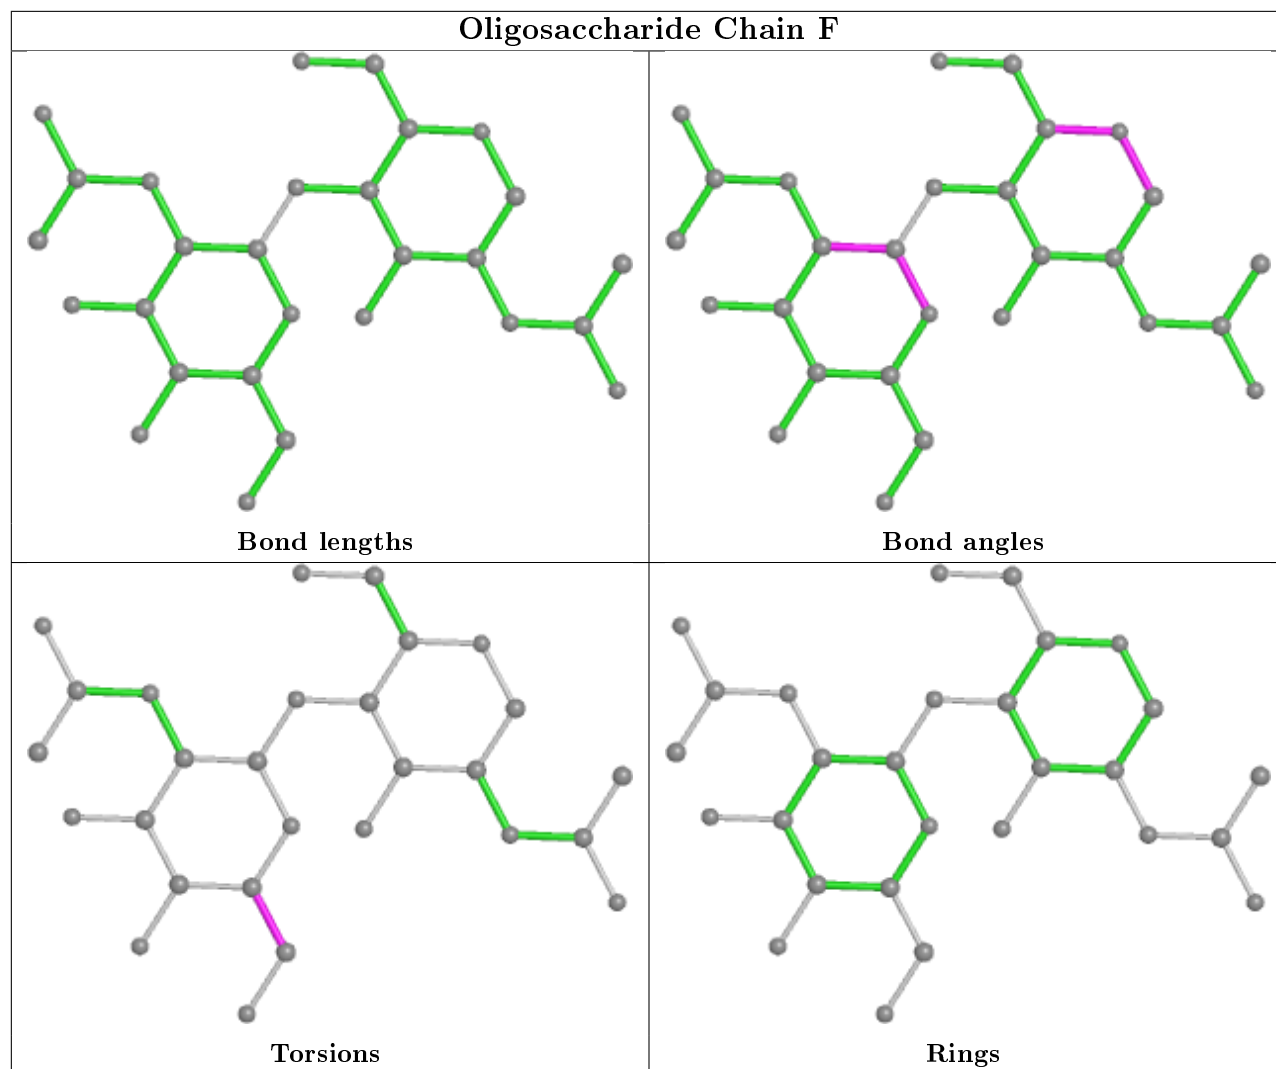 Oligosaccharide Chain F
Bond lengths
Bond angles
Torsions
Rings